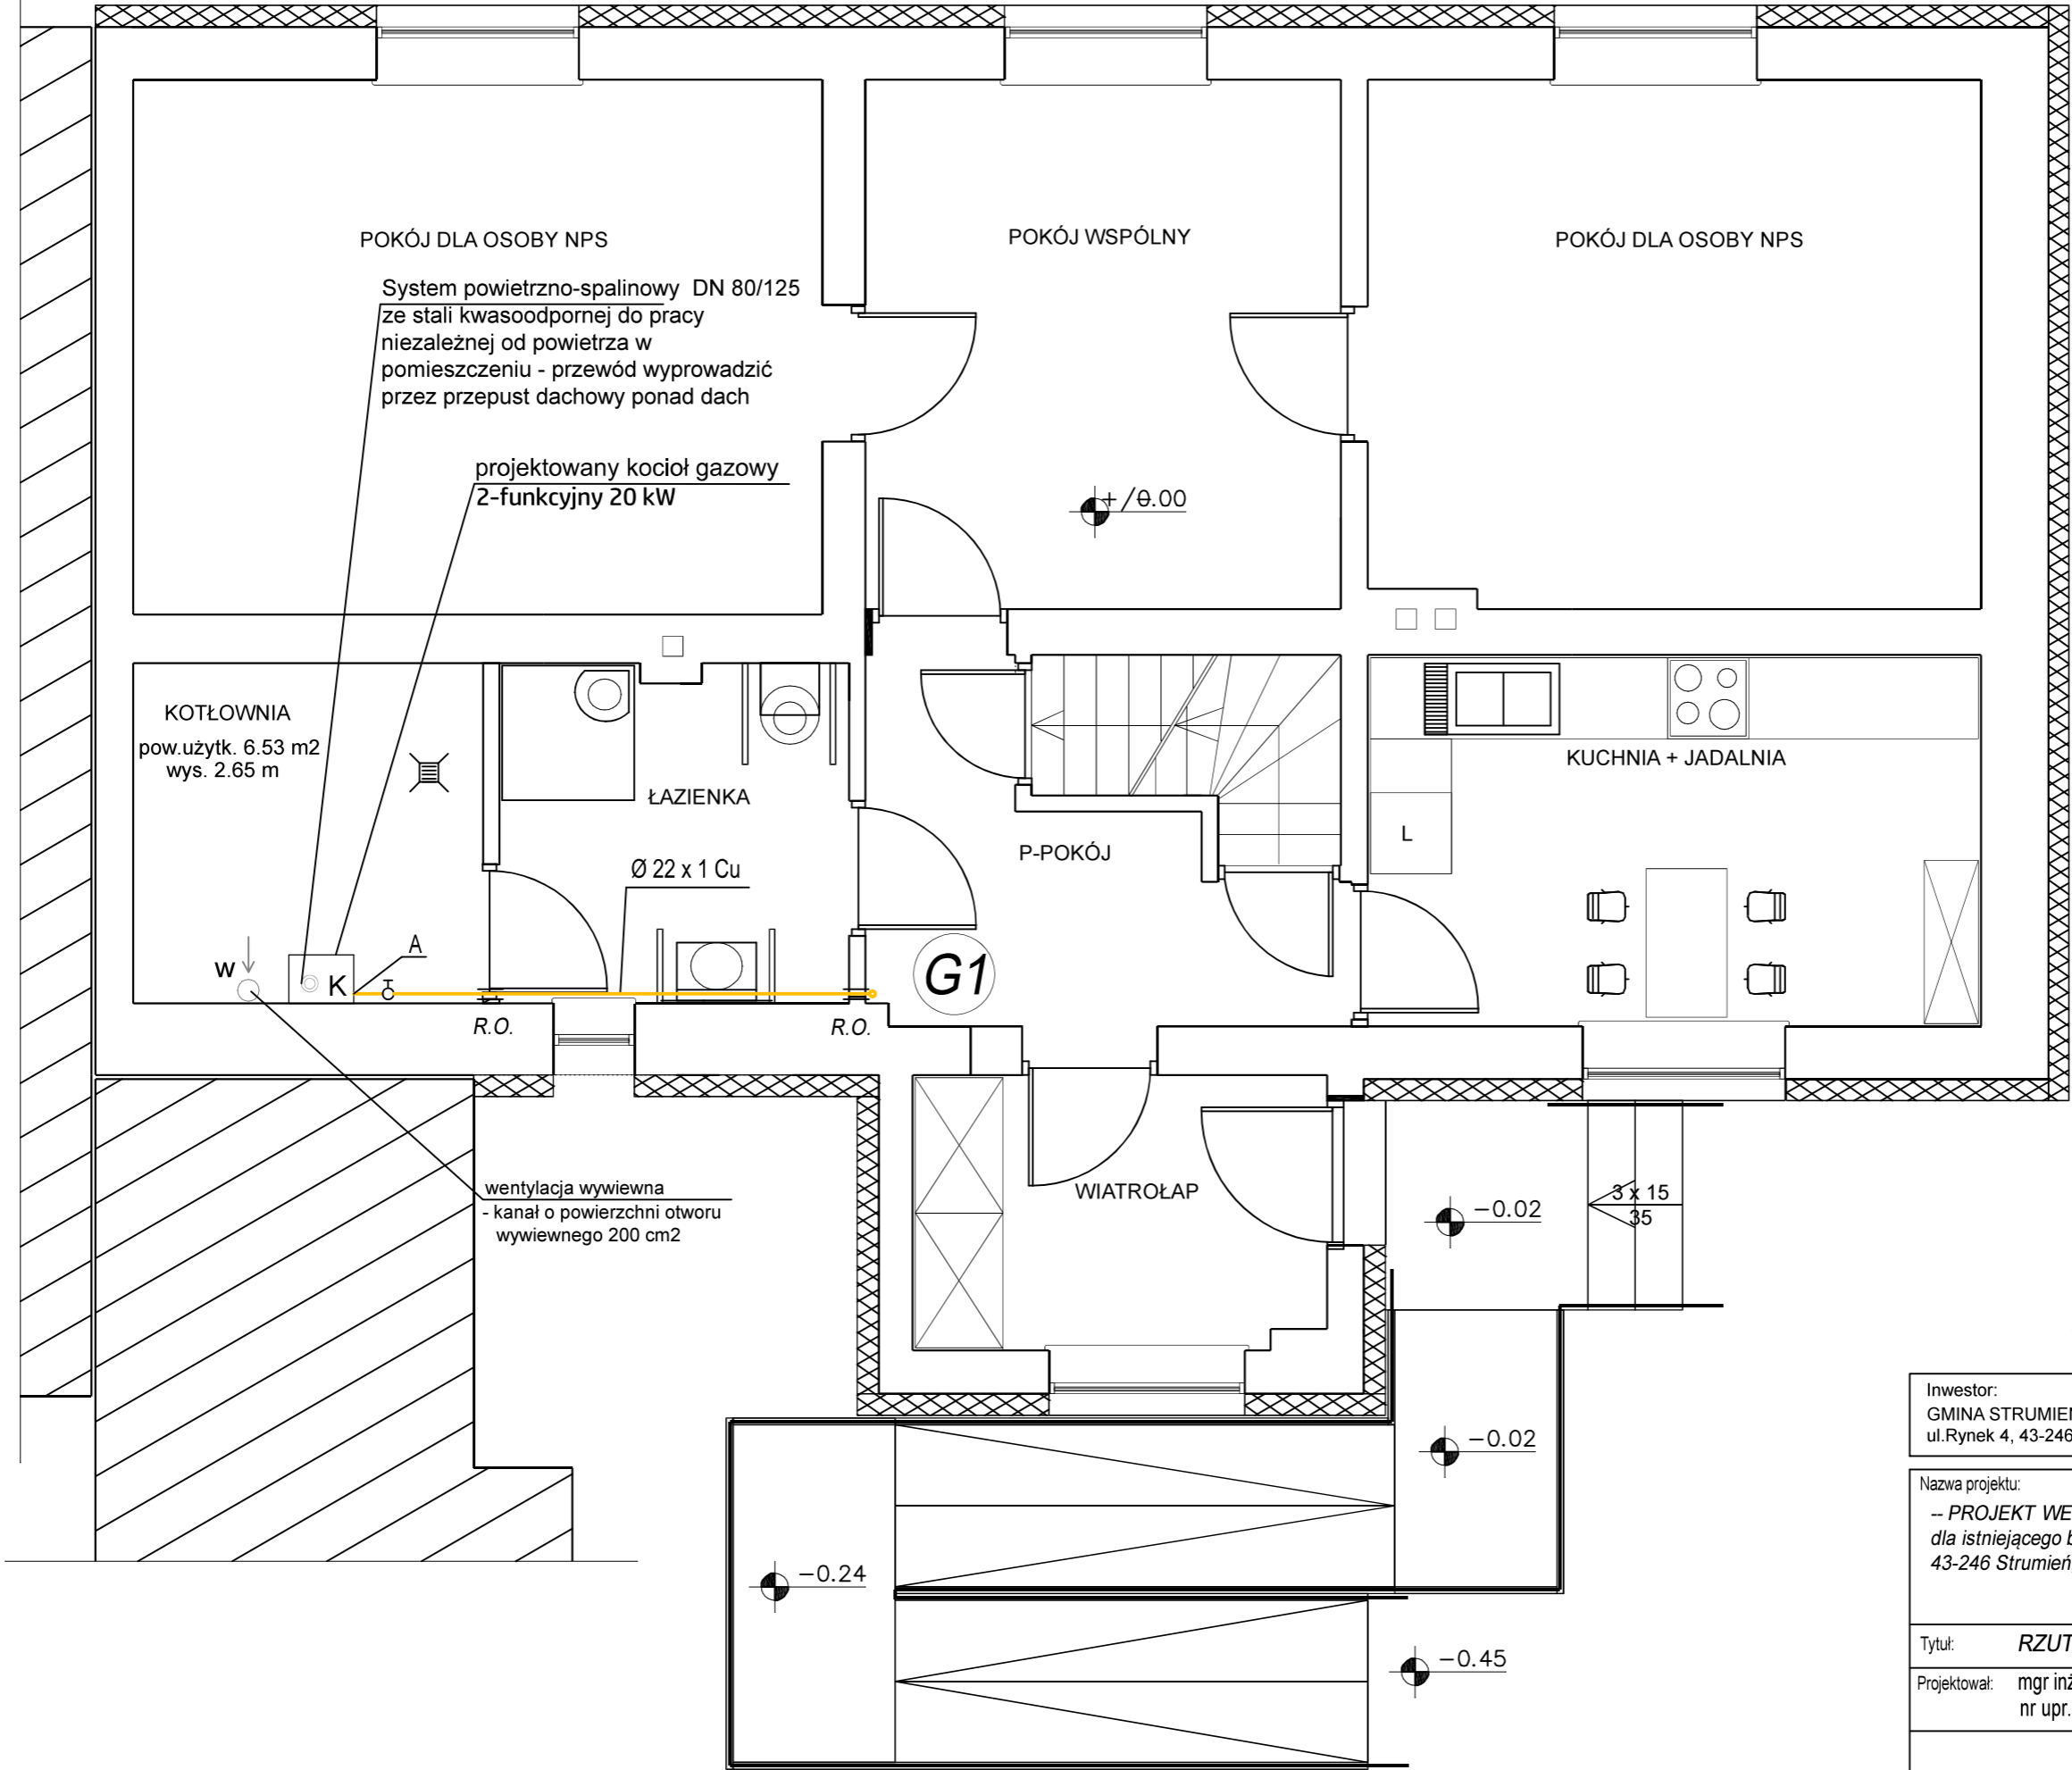 POKÓJ DLA OSOBY NPS
POKÓJ WSPÓLNY
POKÓJ DLA OSOBY NPS
System powietrzno-spalinowy DN 80/125
ze stali kwasoodpornej do pracy
niezależnej od powietrza w
pomieszczeniu - przewód wyprowadzić
przez przepust dachowy ponad dach
projektowany kocioł gazowy
2-funkcyjny 20 kW
+/0.00
KOTŁOWNIA
pow.użytk. 6.53 m2
wys. 2.65 m
ŁAZIENKA
KUCHNIA + JADALNIA
L
P-POKÓJ
Ø 22 x 1 Cu
A
W
K
G1
R.O.
R.O.
wentylacja wywiewna
- kanał o powierzchni otworu
wywiewnego 200 cm2
WIATROŁAP
-0.02
3 x 15
35
-0.02
-0.24
-0.45
Inwestor:
GMINA STRUMIEŃ
ul.Rynek 4, 43-246
Nazwa projektu:
-- PROJEKT WE
dla istniejącego b
43-246 Strumień
Tytuł: RZUT
Projektował: mgr inż
nr upr.